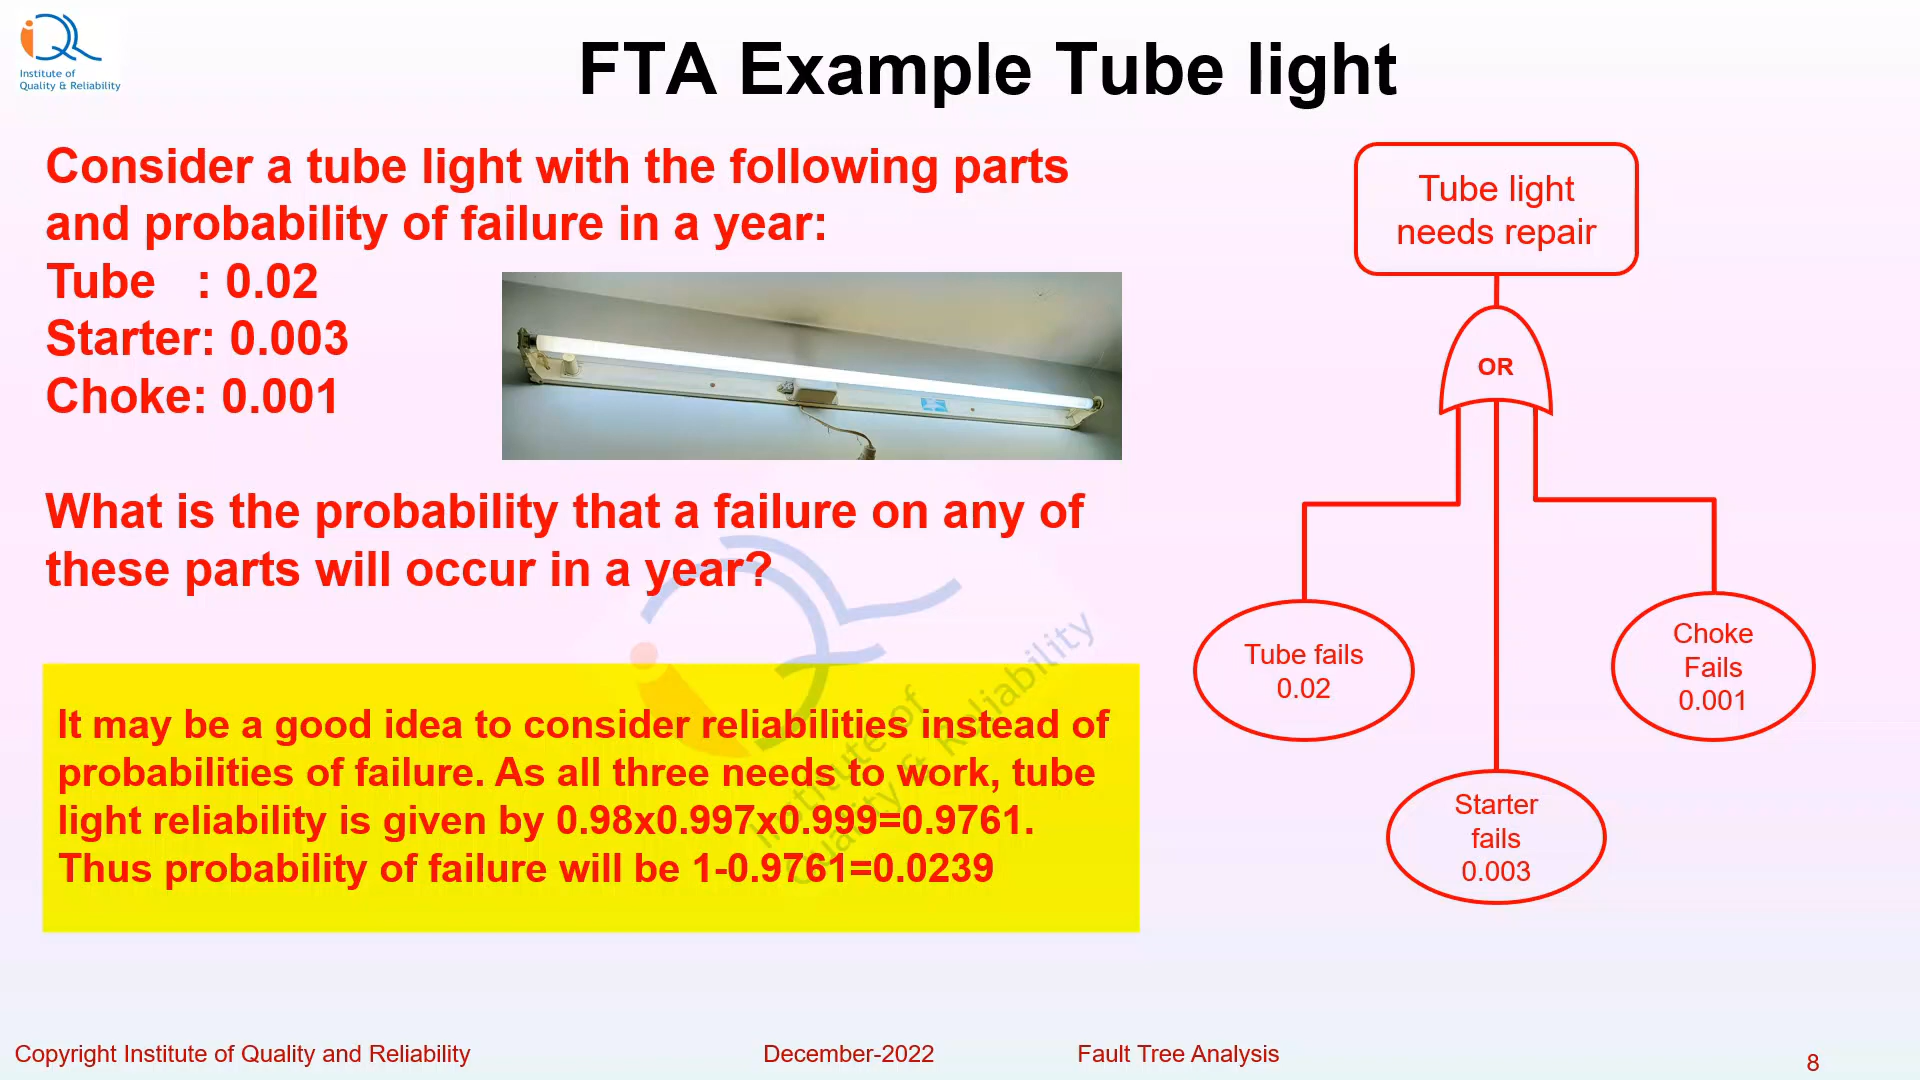 iQR
Institute of
Quality & Reliability
FTA Example Tube light
Consider a tube light with the following parts
and probability of failure in a year:
Tube : 0.02
Starter: 0.003
Choke: 0.001
What is the probability that a failure on any of
these parts will occur in a year?
It may be a good idea to consider reliabilities instead of
probabilities of failure. As all three needs to work, tube
light reliability is given by 0.98x0.997x0.999=0.9761.
Thus probability of failure will be 1-0.9761=0.0239
Institute of
Quality & Reliability
Tube light
needs repair
OR
Tube fails
0.02
Starter
fails
0.003
Choke
Fails
0.001
Copyright Institute of Quality and Reliability
December-2022
Fault Tree Analysis
8